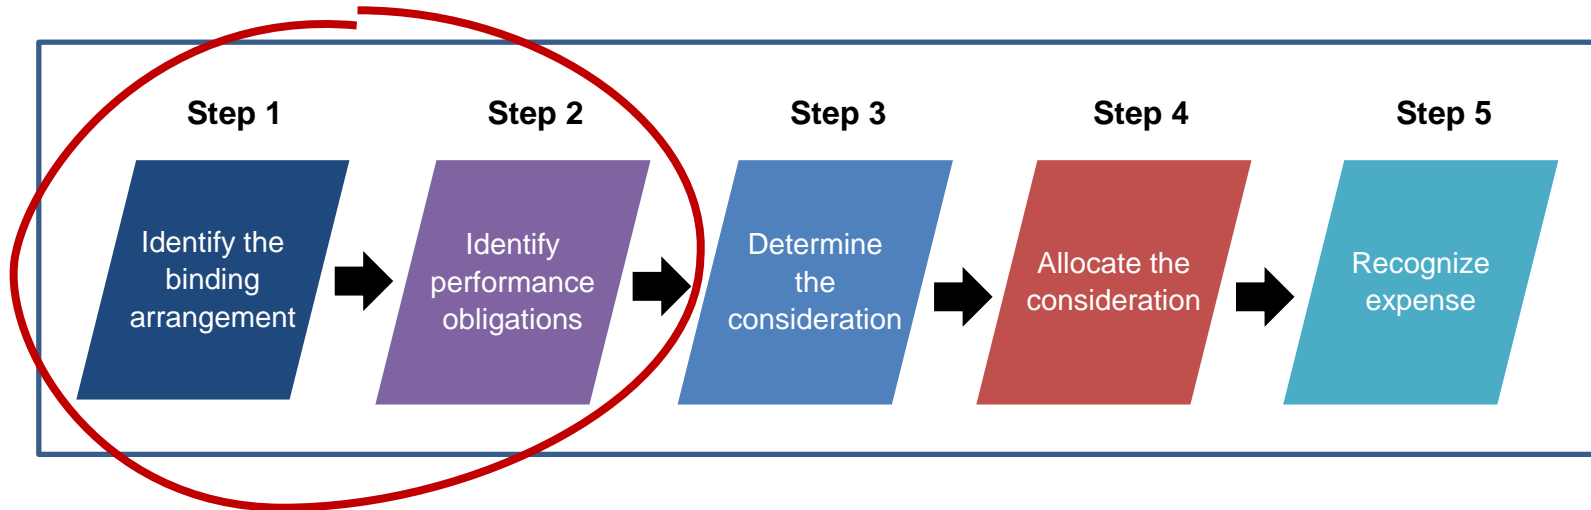 Step 1
Step 2
Step 3
Step 4
Step 5
Identify the
binding
arrangement
Identify
performance
obligations
Determine
the
consideration
Allocate the
consideration
Recognize
expense